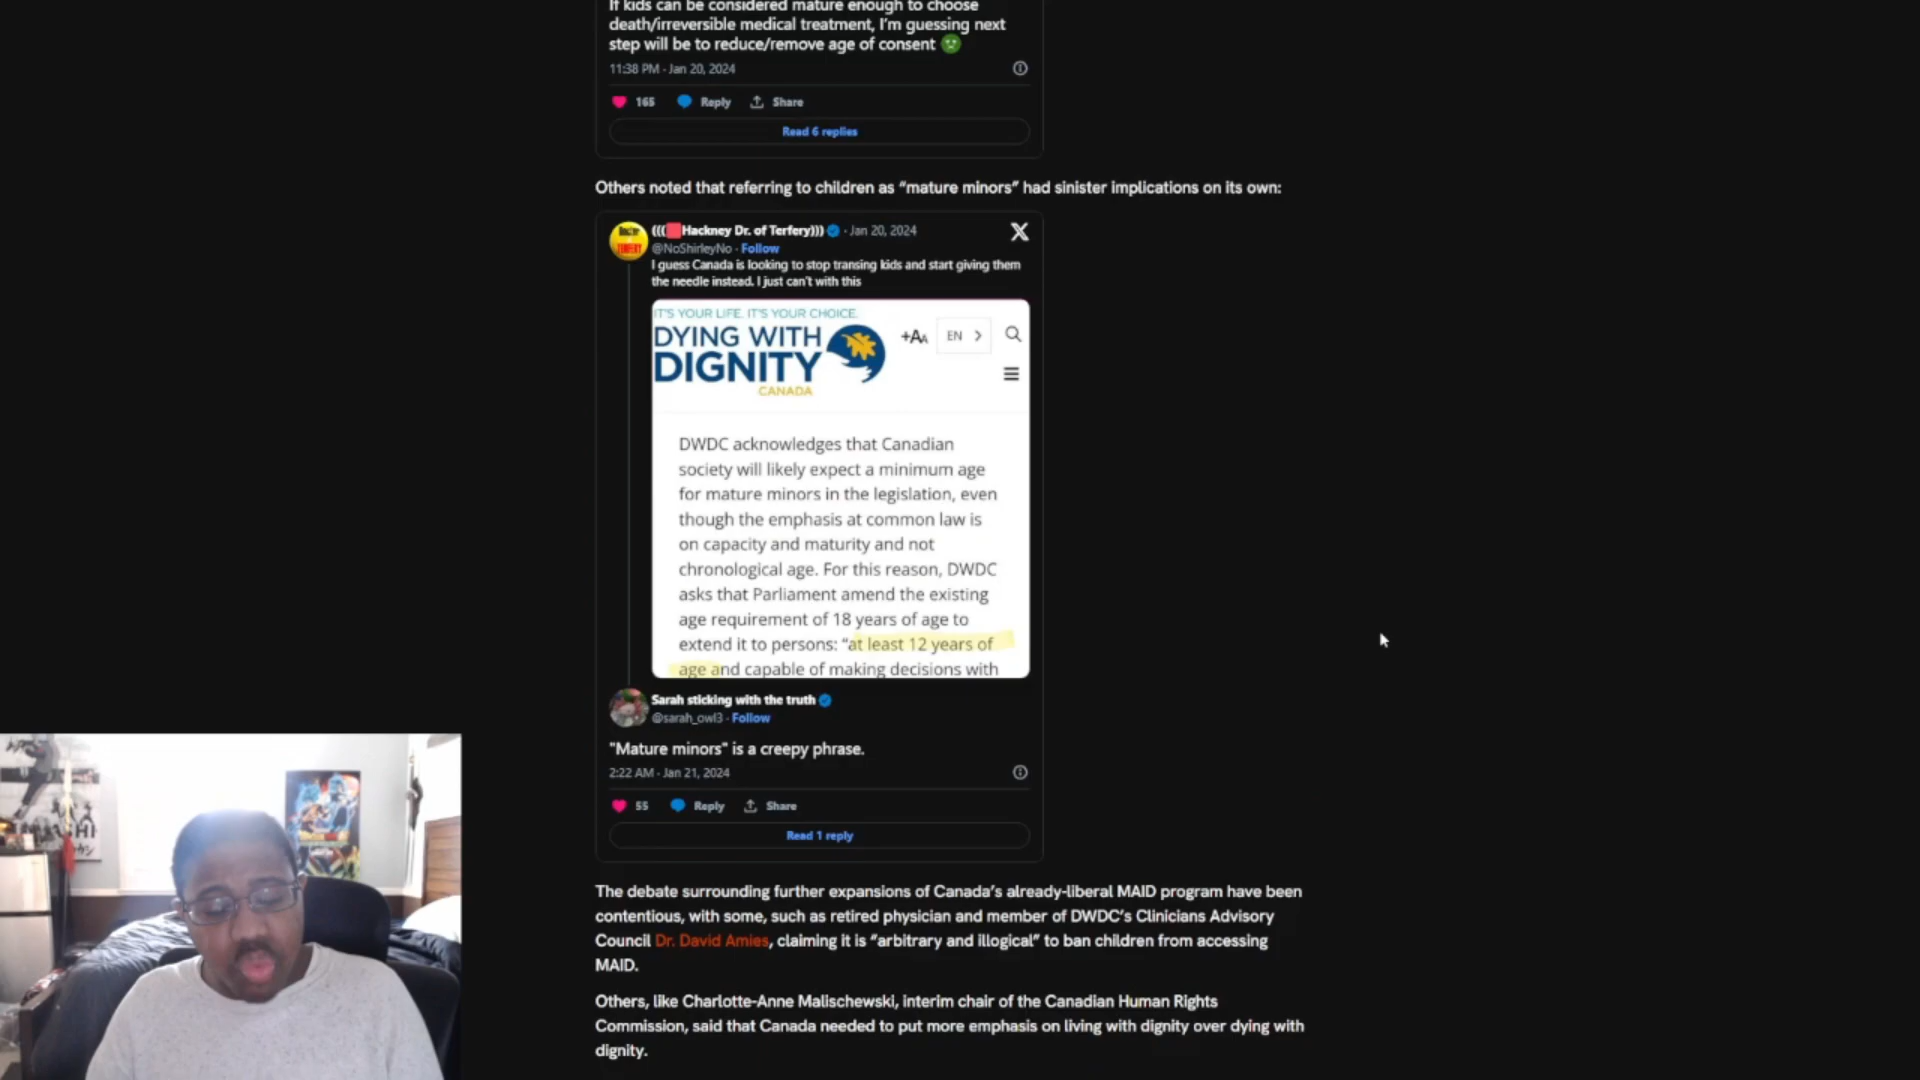 If kids can be considered mature enough to choose
death/irreversible medical treatment, I'm guessing next
step will be to reduce/remove age of consent 🤢
11:38 PM · Jan 20, 2024
165 Reply Share
Read 6 replies
Others noted that referring to children as “mature minors” had sinister implications on its own:
(((🟥Hackney Dr. of Terfery))) · Jan 20, 2024
@NoShirleyNo · Follow
I guess Canada is looking to stop transing kids and start giving them
the needle instead. I just can't with this
IT'S YOUR LIFE. IT'S YOUR CHOICE.
DYING WITH
DIGNITY
CANADA
+AA EN
DWDC acknowledges that Canadian
society will likely expect a minimum age
for mature minors in the legislation, even
though the emphasis at common law is
on capacity and maturity and not
chronological age. For this reason, DWDC
asks that Parliament amend the existing
age requirement of 18 years of age to
extend it to persons: “at least 12 years of
age and capable of making decisions with
Sarah sticking with the truth
@sarah_owl3 · Follow
"Mature minors" is a creepy phrase.
2:22 AM · Jan 21, 2024
55 Reply Share
Read 1 reply
The debate surrounding further expansions of Canada’s already-liberal MAID program have been
contentious, with some, such as retired physician and member of DWDC’s Clinicians Advisory
Council Dr. David Amies, claiming it is “arbitrary and illogical” to ban children from accessing
MAID.
Others, like Charlotte-Anne Malischewski, interim chair of the Canadian Human Rights
Commission, said that Canada needed to put more emphasis on living with dignity over dying with
dignity.